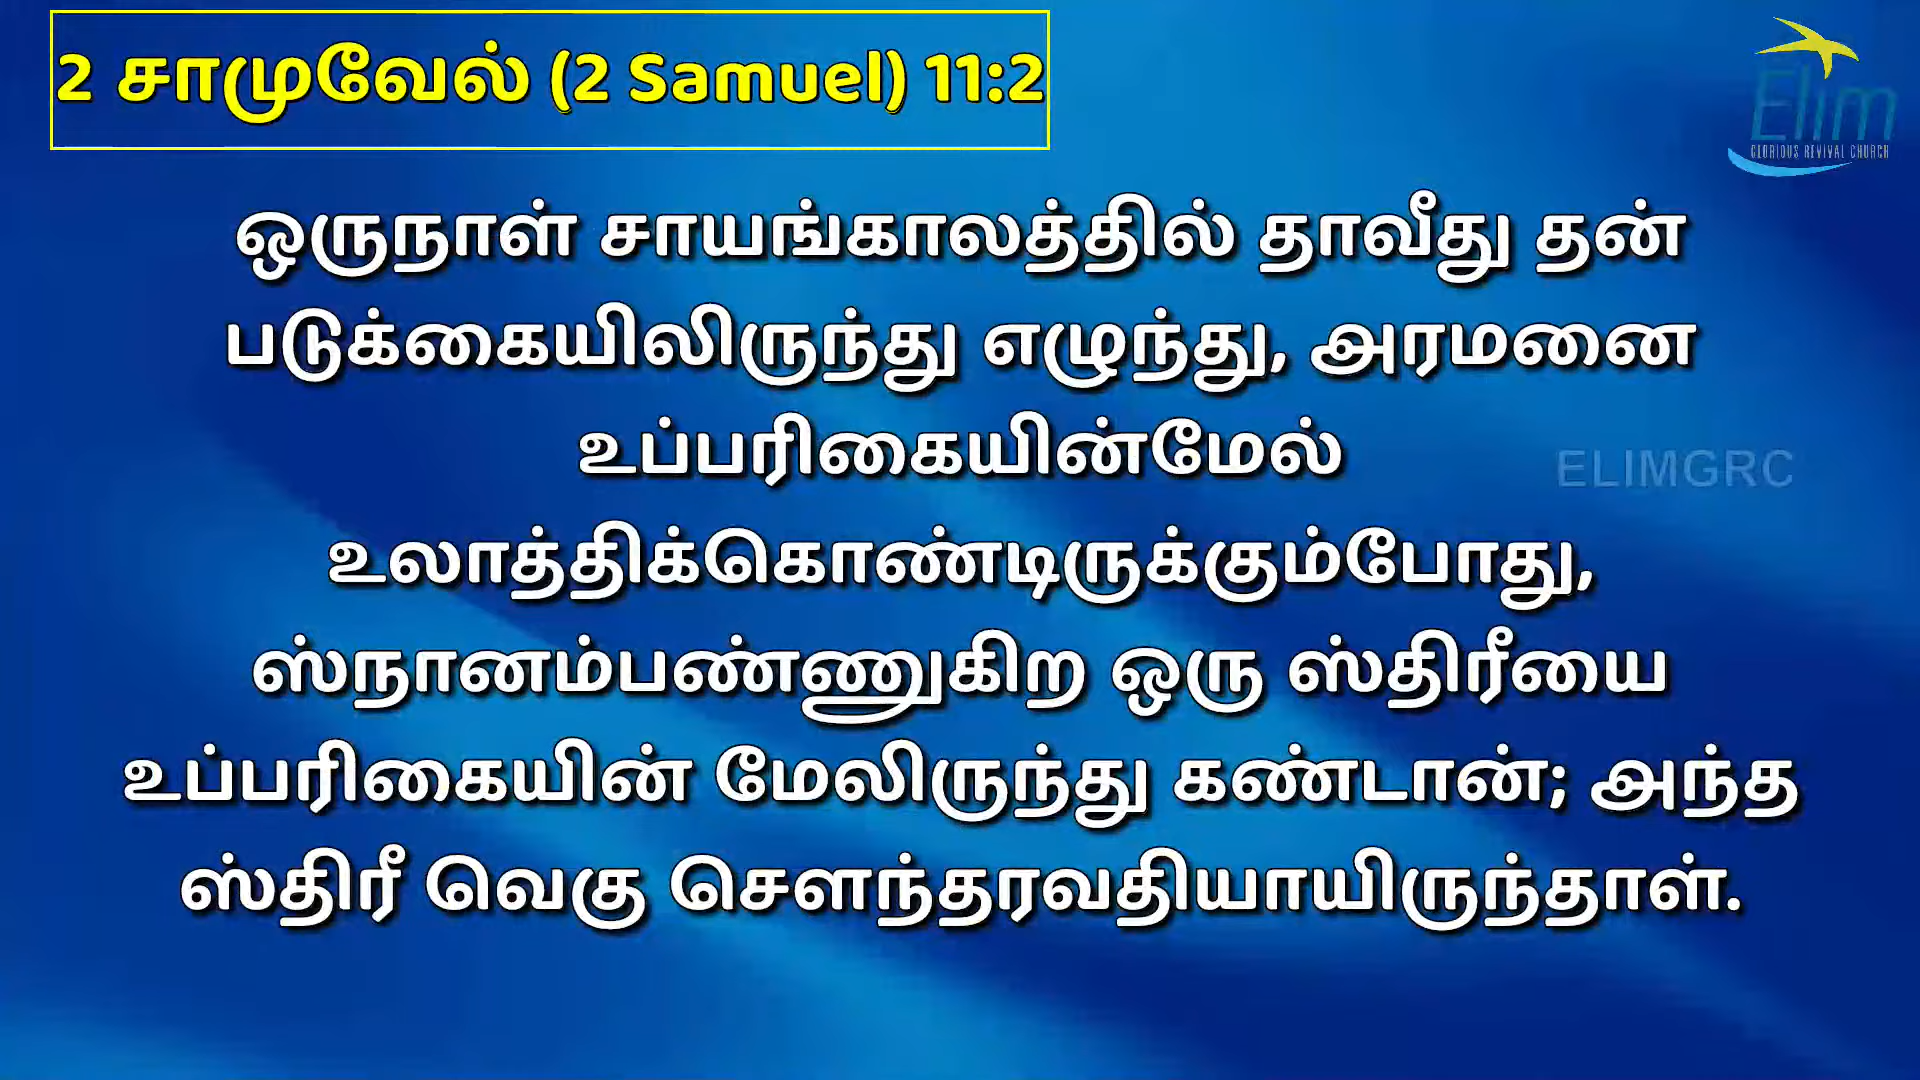 2 சாமுவேல் (2 Samuel) 11:2
Elim
GLORIOUS REVIVAL CHURCH
ஒருநாள் சாயங்காலத்தில் தாவீது தன்
படுக்கையிலிருந்து எழுந்து, அரமனை
உப்பரிகையின்மேல்
ELIMGRC
உலாத்திக்கொண்டிருக்கும்போது,
ஸ்நானம்பண்ணுகிற ஒரு ஸ்திரீயை
உப்பரிகையின் மேலிருந்து கண்டான்; அந்த
ஸ்திரீ வெகு சௌந்தரவதியாயிருந்தாள்.